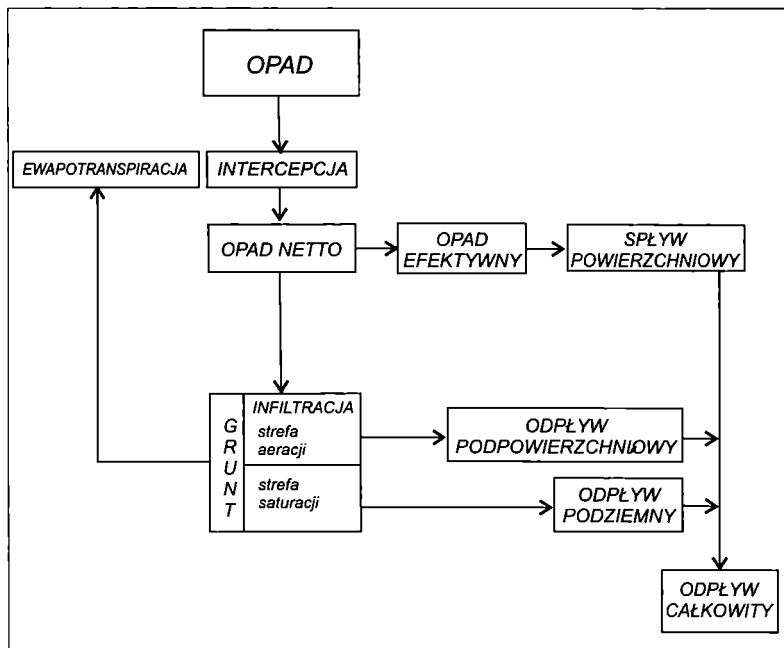 OPAD
EWAPOTRANSPIRACJA
INTERCEPCJA
OPAD NETTO
OPAD
EFEKTYWNY
SPŁYW
POWIERZCHNIOWY
GRUNT
INFILTRACJA
strefa
aeracji
strefa
saturacji
ODPŁYW
PODPOWIERZCHNIOWY
ODPŁYW
PODZIEMNY
ODPŁYW
CAŁKOWITY